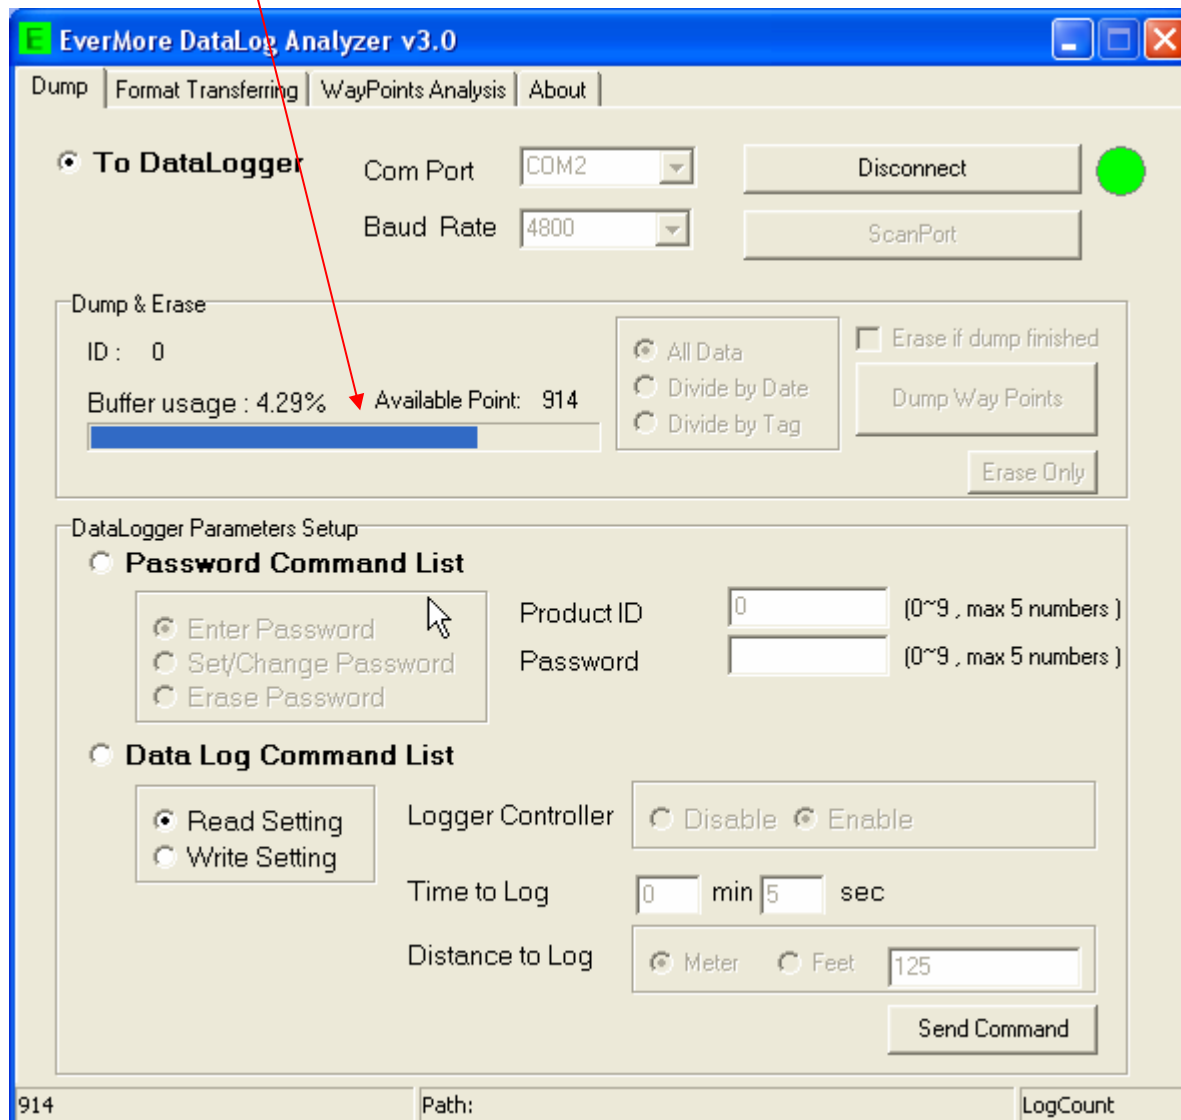 E EverMore DataLog Analyzer v3.0
Dump Format Transferring WayPoints Analysis About
To DataLogger Com Port COM2 Disconnect
Baud Rate 4800 ScanPort
Dump & Erase
ID : 0 All Data Erase if dump finished
Buffer usage : 4.29% Available Point: 914 Divide by Date Dump Way Points
Divide by Tag
Erase Only
DataLogger Parameters Setup
Password Command List
Enter Password Product ID 0 (0~9 , max 5 numbers )
Set/Change Password Password (0~9 , max 5 numbers )
Erase Password
Data Log Command List
Read Setting Logger Controller Disable Enable
Write Setting
Time to Log 0 min 5 sec
Distance to Log Meter Feet 125
Send Command
914 Path: LogCount